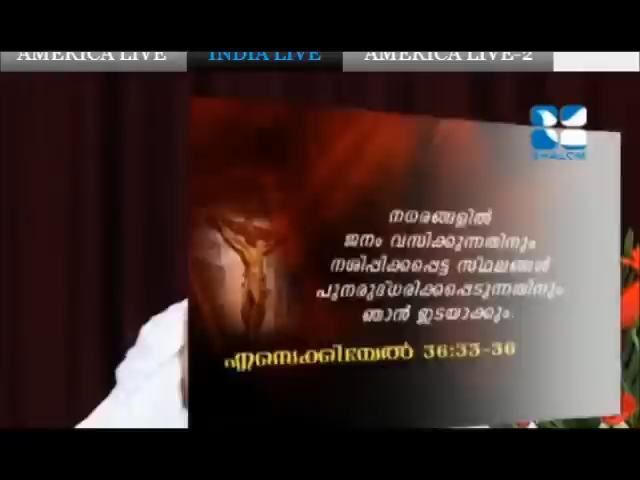 AMERICA LIVE INDIA LIVE AMERICA LIVE-2
SHALOM
നഗരങ്ങളിൽ
ജനം വസിക്കുന്നതിനും
നശിപ്പിക്കപ്പെട്ട സ്ഥലങ്ങൾ
പുനരുദ്ധരിക്കപ്പെടുന്നതിനും
ഞാൻ ഇടയാക്കും.
എസെക്കിയേൽ 36:33-36